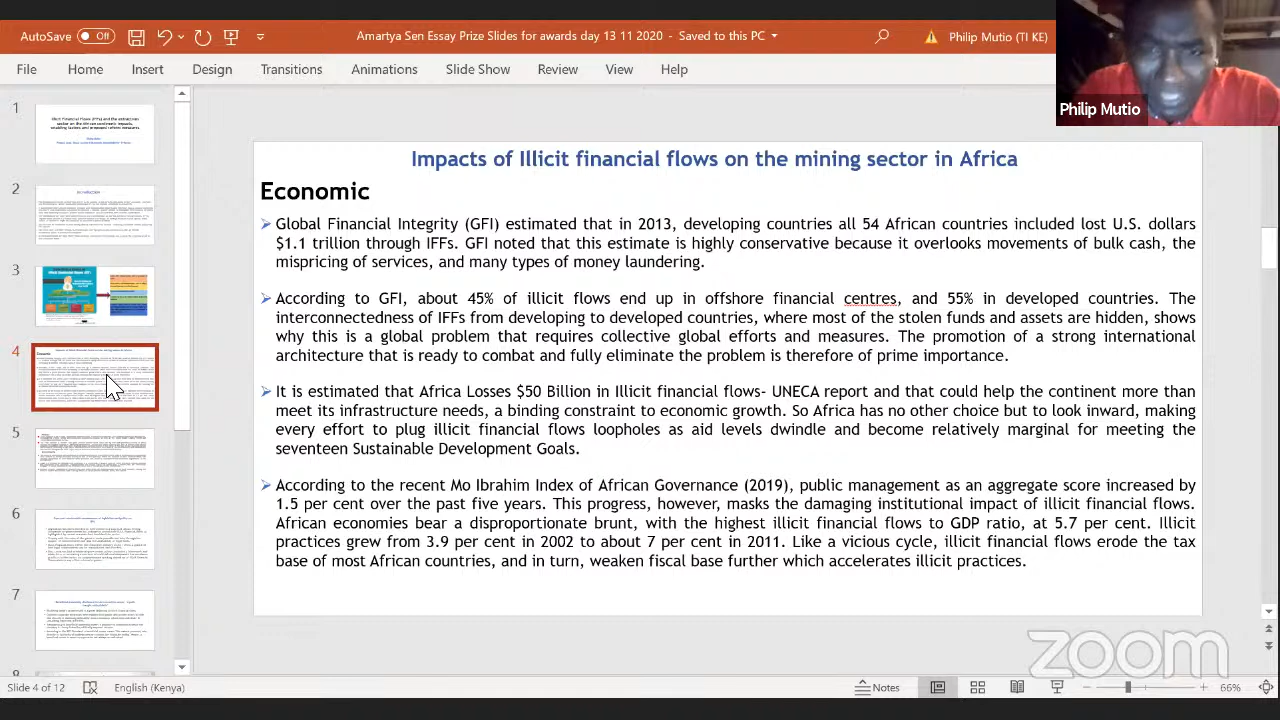 AutoSave Off
Amartya Sen Essay Prize Slides for awards day 13 11 2020 - Saved to this PC
Philip Mutio (TI KE)
File Home Insert Design Transitions Animations Slide Show Review View Help
Philip Mutio
1
2
Introduction
3
4
5
6
7
8
Impacts of Illicit financial flows on the mining sector in Africa
Economic
Global Financial Integrity (GFI) estimated that in 2013, developing countries all 54 African countries included lost U.S. dollars
$1.1 trillion through IFFs. GFI noted that this estimate is highly conservative because it overlooks movements of bulk cash, the
mispricing of services, and many types of money laundering.
According to GFI, about 45% of Illicit flows end up in offshore financial centres, and 55% in developed countries. The
interconnectedness of IFFs from developing to developed countries, where most of the stolen funds and assets are hidden, shows
why this is a global problem that requires collective global efforts and measures. The promotion of a strong international
architecture that is ready to combat and fully eliminate the problem is therefore of prime importance.
It is estimated that Africa loses $50 billion in Illicit financial flows- UNECA report and that could help the continent more than
meet its infrastructure needs, a binding constraint to economic growth. So Africa has no other choice but to look inward, making
every effort to plug illicit financial flows loopholes as aid levels dwindle and become relatively marginal for meeting the
seventeen Sustainable Development Goals.
According to the recent Mo Ibrahim Index of African Governance (2019), public management as an aggregate score increased by
1.5 per cent over the past five years. This progress, however, masks the damaging institutional impact of illicit financial flows.
African economies bear a disproportionate brunt, with the highest illicit financial flows to GDP ratio, at 5.7 per cent. Illicit
practices grew from 3.9 per cent in 2002 to about 7 per cent in 2011. Like a vicious cycle, illicit financial flows erode the tax
base of most African countries, and in turn, weaken fiscal base further which accelerates illicit practices.
zoom
Slide 4 of 12 English (Kenya) Notes 66%